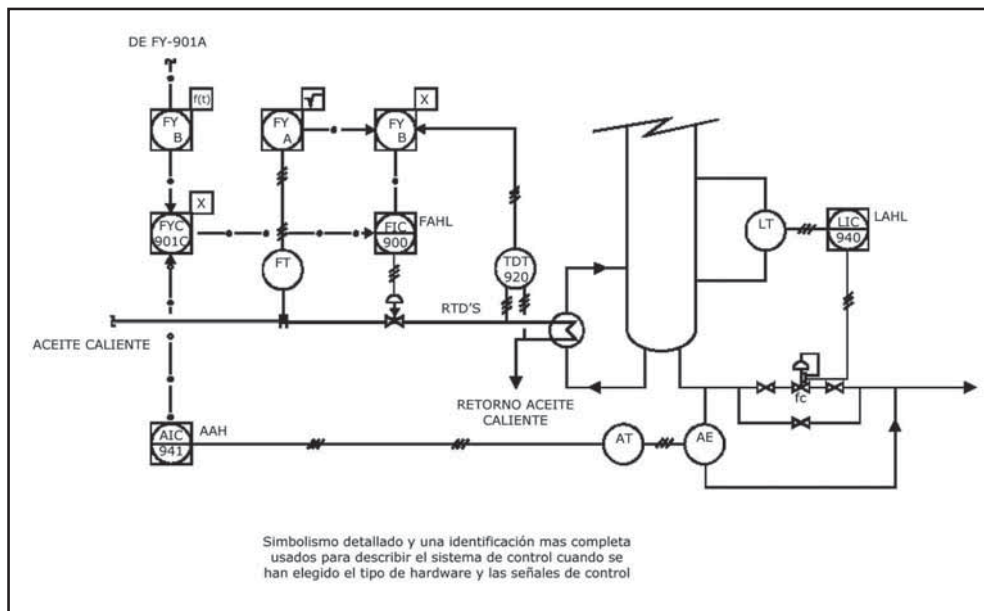 DE FY-901A
f(t)
X
FY
B
FY
A
FY
B
X
FYC
901C
FIC
900
FAHL
FT
TDT
920
LT
LIC
940
LAHL
RTD'S
ACEITE CALIENTE
RETORNO ACEITE
CALIENTE
fc
AIC
941
AAH
AT
AE
Simbolismo detallado y una identificación mas completa
usados para describir el sistema de control cuando se
han elegido el tipo de hardware y las señales de control